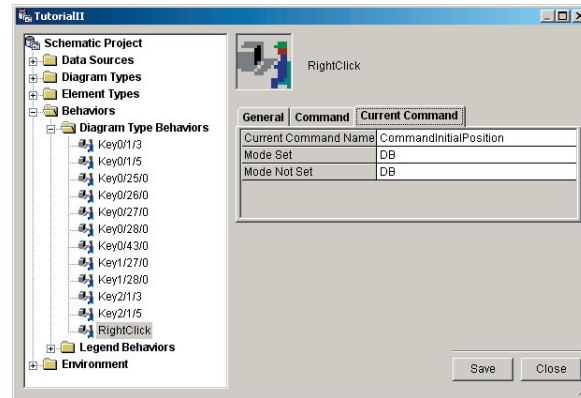 TutorialII
Schematic Project
Data Sources
Diagram Types
Element Types
Behaviors
Diagram Type Behaviors
Key0/1/3
Key0/1/5
Key0/25/0
Key0/26/0
Key0/27/0
Key0/28/0
Key0/43/0
Key1/27/0
Key1/28/0
Key2/1/3
Key2/1/5
RightClick
Legend Behaviors
Environment
RightClick
General Command Current Command
Current Command Name CommandInitialPosition
Mode Set DB
Mode Not Set DB
Save Close